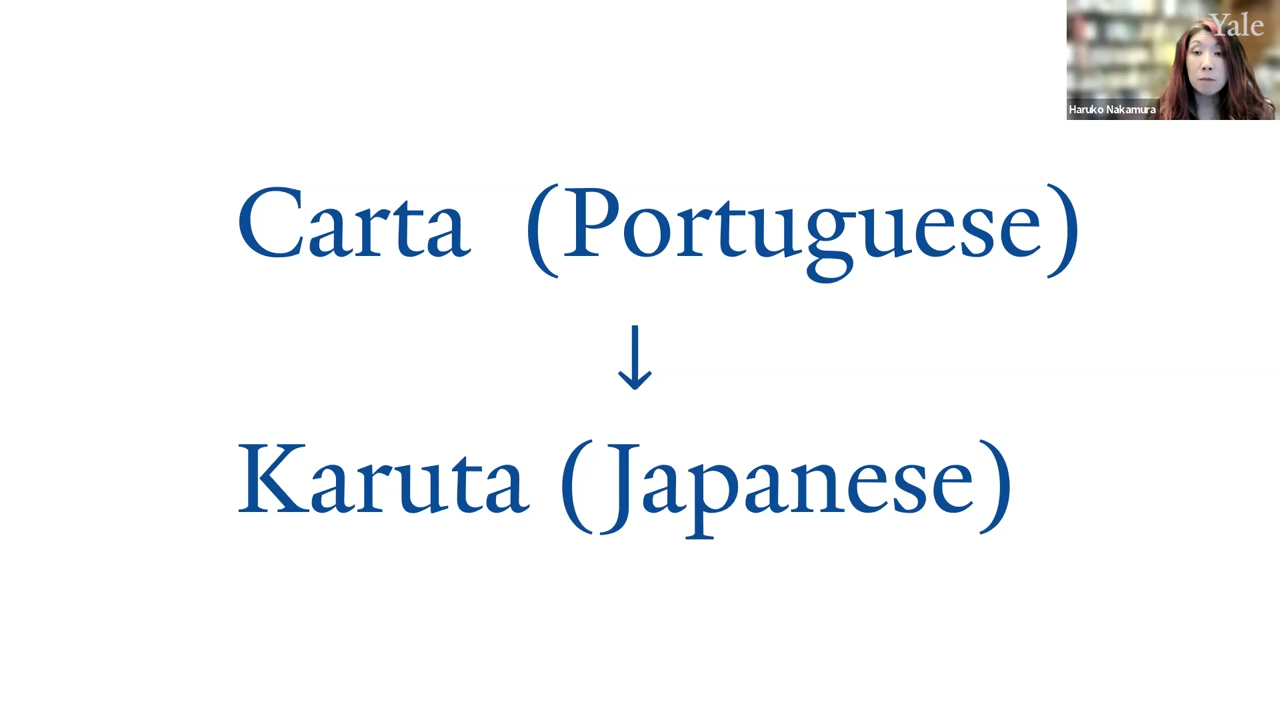 Yale
Haruko Nakamura
Carta (Portuguese)
↓
Karuta (Japanese)